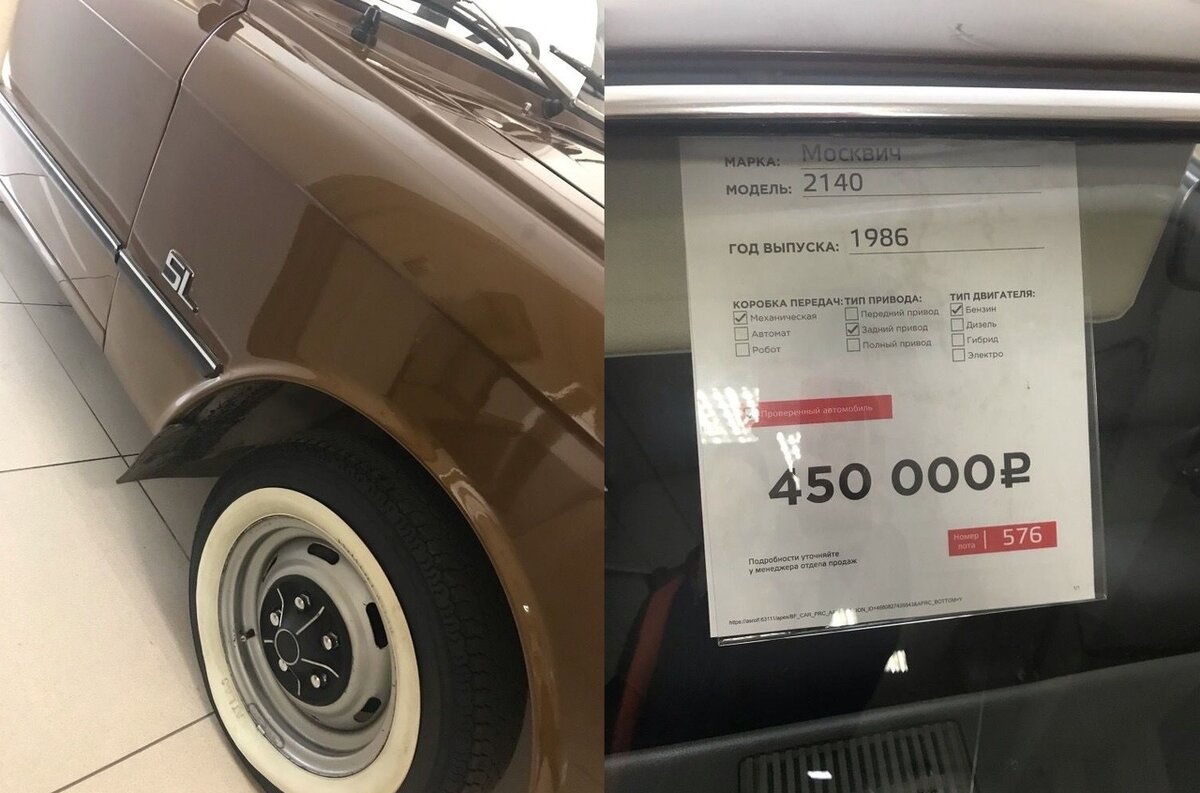 SL
МАРКА: Москвич
МОДЕЛЬ: 2140
ГОД ВЫПУСКА: 1986
КОРОБКА ПЕРЕДАЧ: ТИП ПРИВОДА: ТИП ДВИГАТЕЛЯ:
Механическая Передний привод Бензин
Автомат Задний привод Дизель
Робот Полный привод Гибрид
Электро
Проверенный автомобиль
450 000₽
Номер лота 576
Подробности уточняйте
у менеджера отдела продаж
1/1